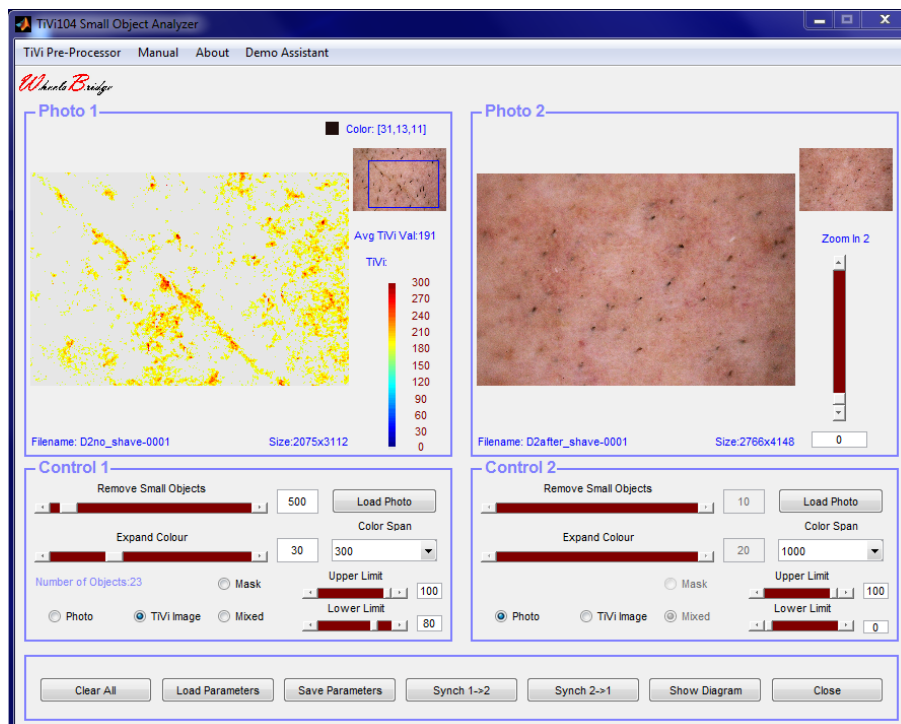 TiVi104 Small Object Analyzer
TiVi Pre-Processor Manual About Demo Assistant
Wheels Bridge
Photo 1
Color: [31,13,11]
Avg TiVi Val:191
TiVi:
300
270
240
210
180
150
120
90
60
30
0
Filename: D2no_shave-0001 Size:2075x3112
Photo 2
Zoom In 2
0
Filename: D2after_shave-0001 Size:2766x4148
Control 1
Remove Small Objects
500
Load Photo
Expand Colour
30
Color Span
300
Number of Objects:23
Mask
Upper Limit
100
Photo TiVi Image Mixed
Lower Limit
80
Control 2
Remove Small Objects
10
Load Photo
Expand Colour
20
Color Span
1000
Mask
Upper Limit
100
Photo TiVi Image Mixed
Lower Limit
0
Clear All Load Parameters Save Parameters Synch 1->2 Synch 2->1 Show Diagram Close